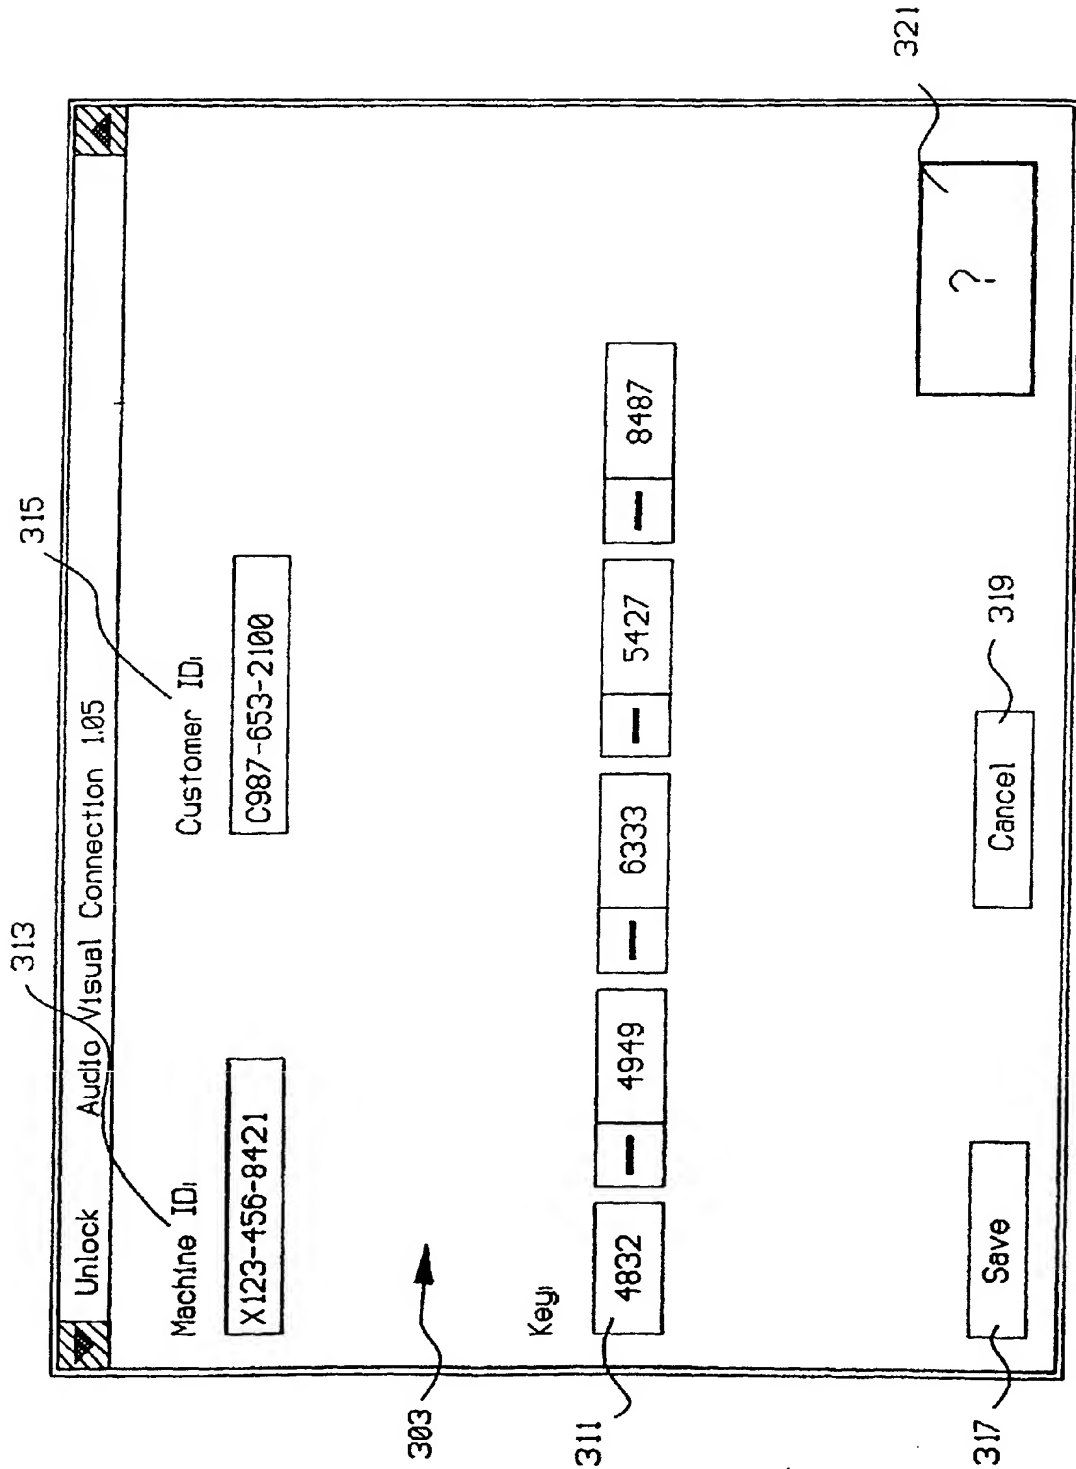 313
315
Unlock Audio Visual Connection 1.05
Machine ID:
Customer ID:
X123-456-8421
C987-653-2100
303
Key:
4832 — 4949 — 6333 — 5427 — 8487
311
Save
Cancel
?
317
319
321